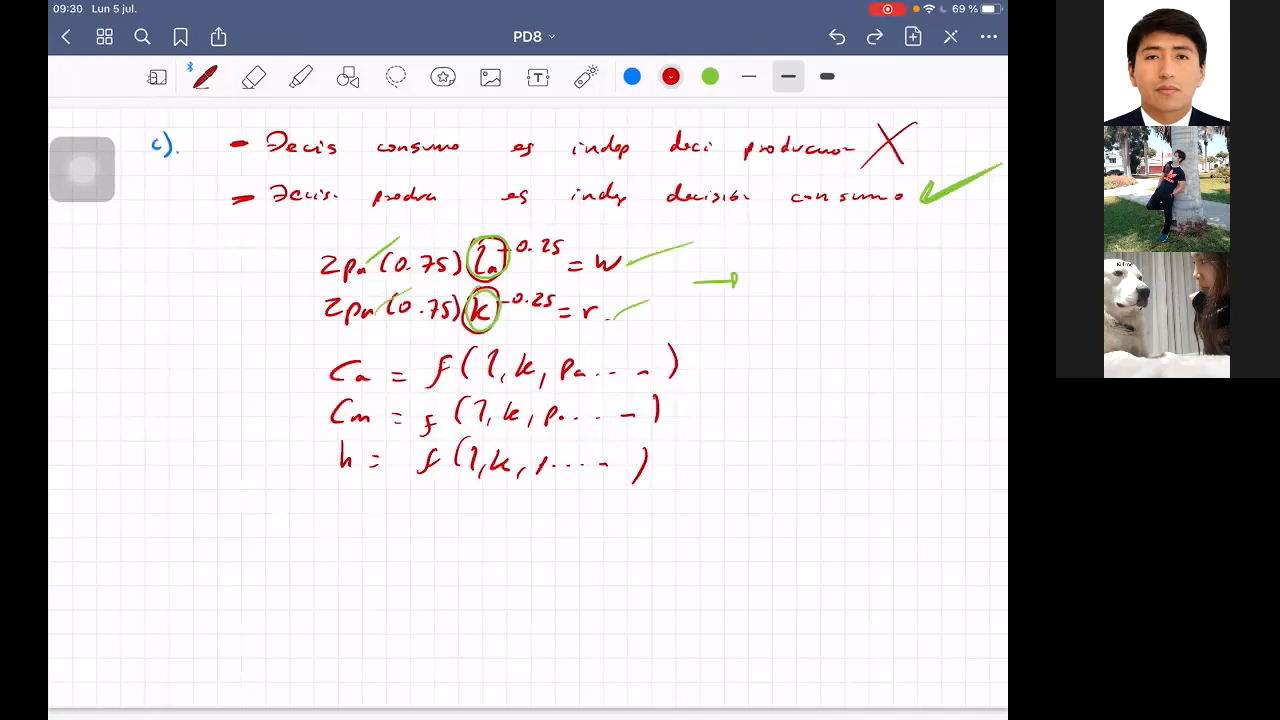 09:30 Lun 5 jul. 69 %
PD8
T
c). - Decis consumo es indep deci produccion X
- Decis. produc es indep decisión consumo
2pa (0.75) (la)^-0.25 = w
2pa (0.75) (k)^-0.25 = r.
Ca = f(l, k, pa... -)
Cm = f(l, k, p.... -)
h = f(l, k, p.... - )